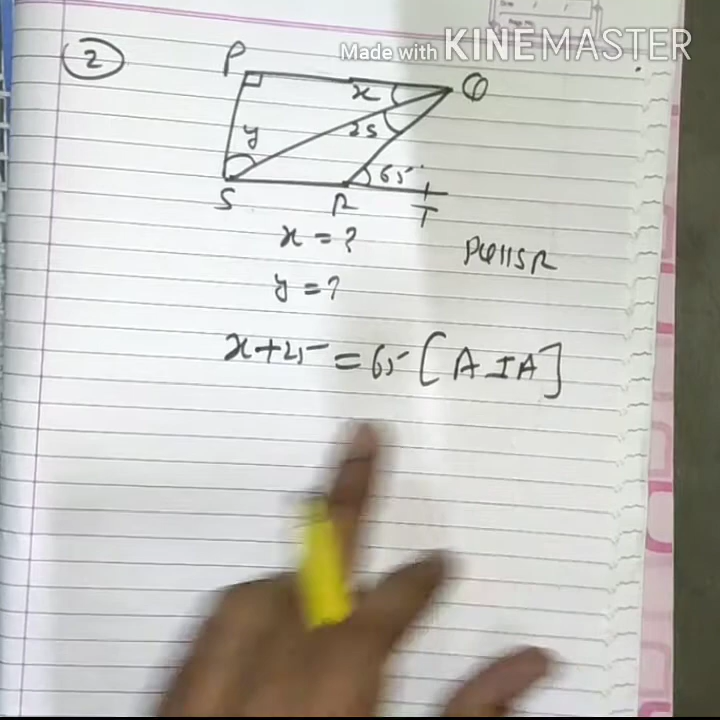 Made with KINEMASTER
2
P
Q
x
25
y
65
S
R
T
x = ?
PQ||SR
y = ?
x+25 = 65 [AIA]